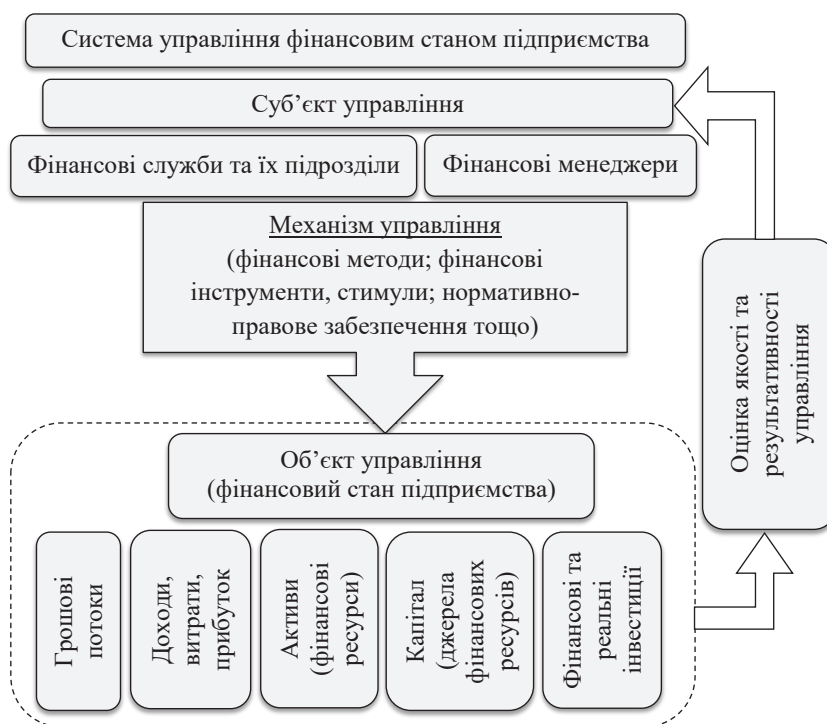 Система управління фінансовим станом підприємства
Суб’єкт управління
Фінансові служби та їх підрозділи
Фінансові менеджери
Механізм управління
(фінансові методи; фінансові
інструменти, стимули; нормативно-
правове забезпечення тощо)
Об’єкт управління
(фінансовий стан підприємства)
Грошові
потоки
Доходи,
витрати,
прибуток
Активи
(фінансові
ресурси)
Капітал
(джерела
фінансових
ресурсів)
Фінансові та
реальні
інвестиції
Оцінка якості та
результативності
управління